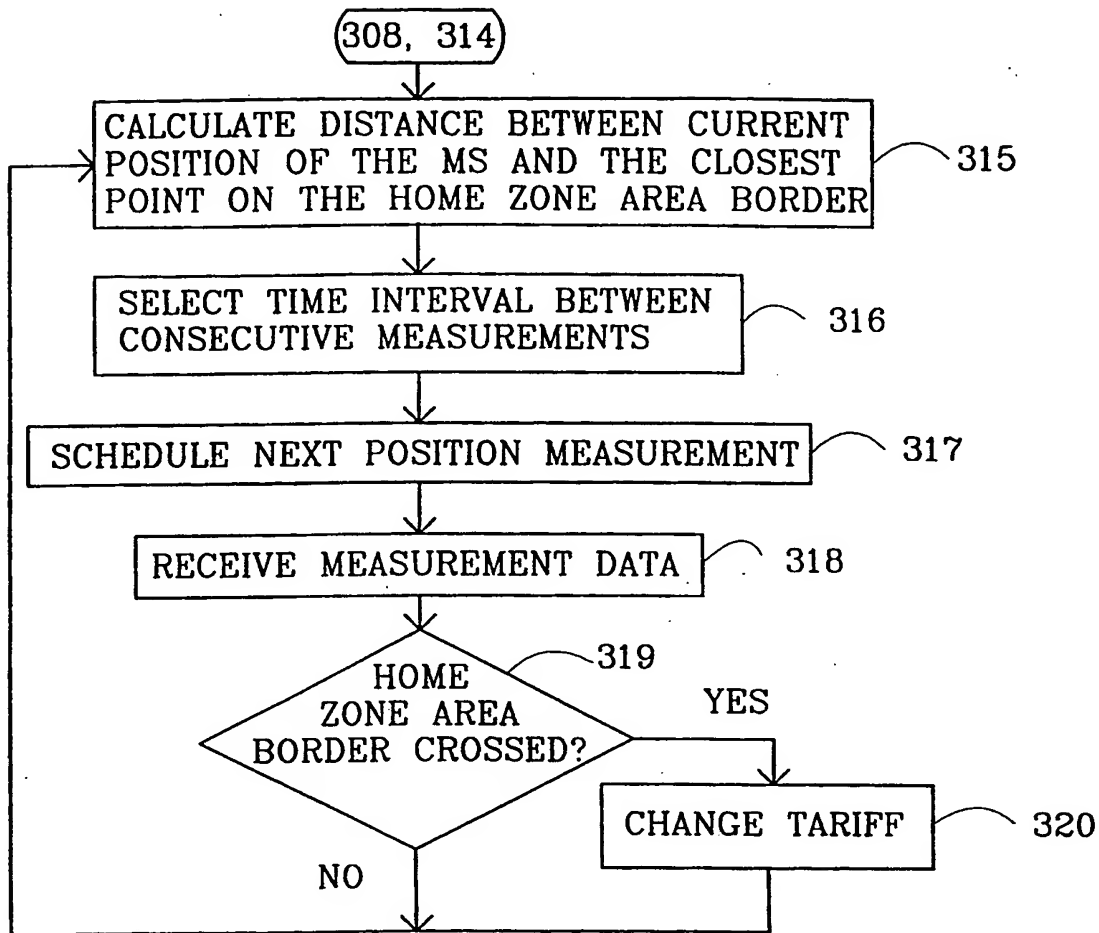 308, 314
CALCULATE DISTANCE BETWEEN CURRENT
POSITION OF THE MS AND THE CLOSEST
POINT ON THE HOME ZONE AREA BORDER
315
SELECT TIME INTERVAL BETWEEN
CONSECUTIVE MEASUREMENTS
316
SCHEDULE NEXT POSITION MEASUREMENT
317
RECEIVE MEASUREMENT DATA
318
HOME
ZONE AREA
BORDER CROSSED?
319
YES
CHANGE TARIFF
320
NO